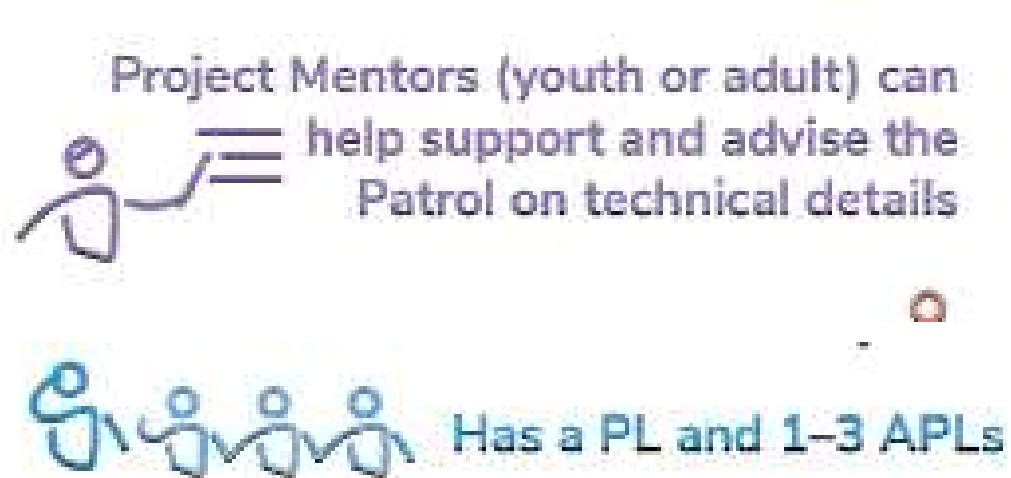 Project Mentors (youth or adult) can
help support and advise the
Patrol on technical details
Has a PL and 1–3 APLs